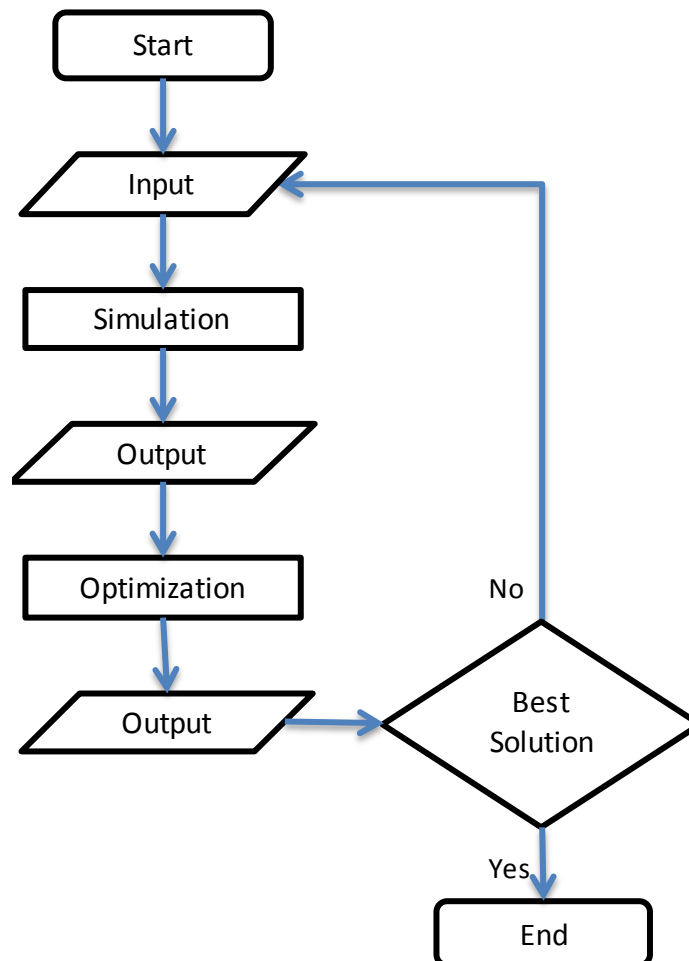 Start
Input
Simulation
Output
Optimization
Output
No
Best
Solution
Yes
End